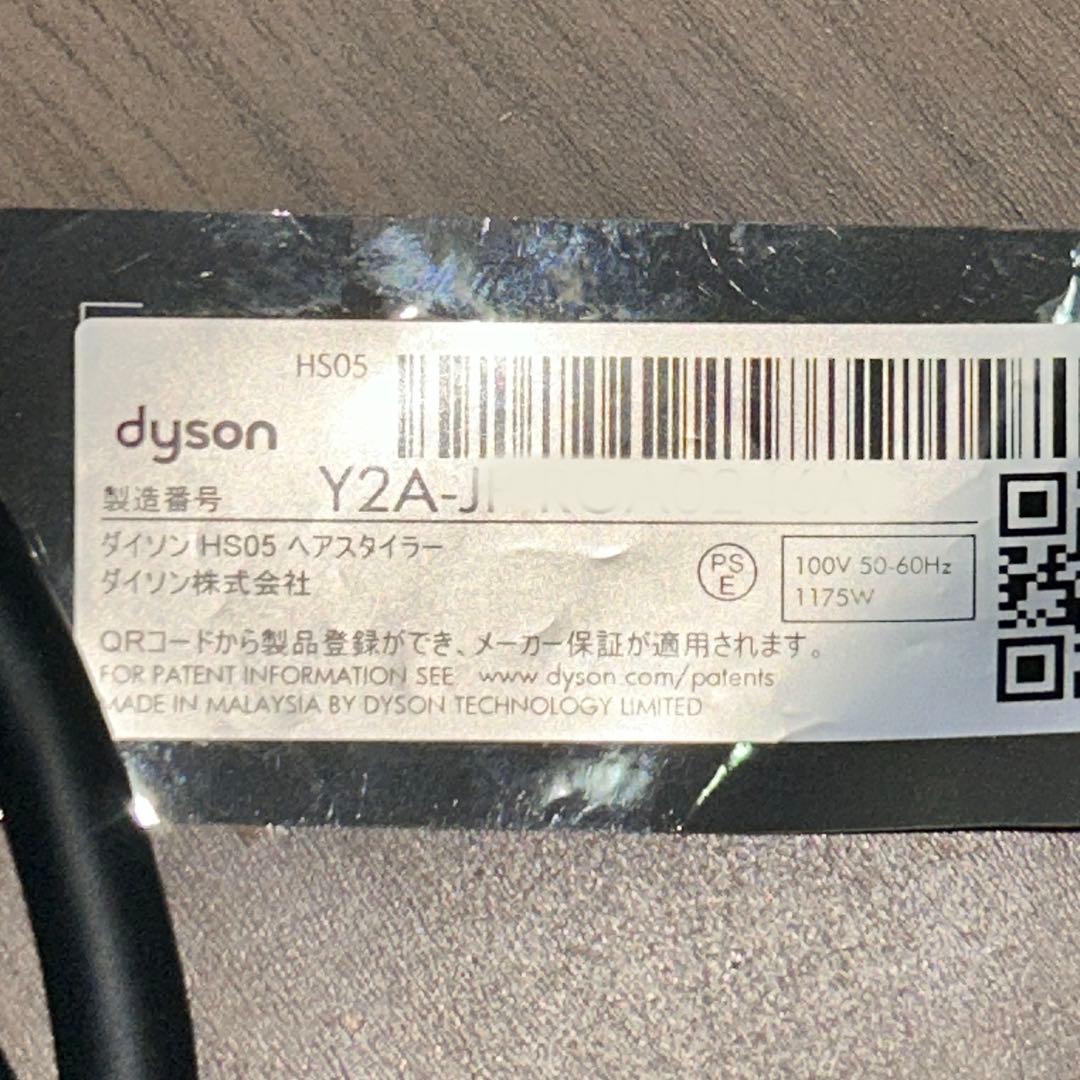 HS05
dyson
製造番号 Y2A-J
ダイソン HS05 ヘアスタイラー
ダイソン株式会社
PS
E
100V 50-60Hz
1175W
QRコードから製品登録ができ、メーカー保証が適用されます。
FOR PATENT INFORMATION SEE www.dyson.com/patents
MADE IN MALAYSIA BY DYSON TECHNOLOGY LIMITED